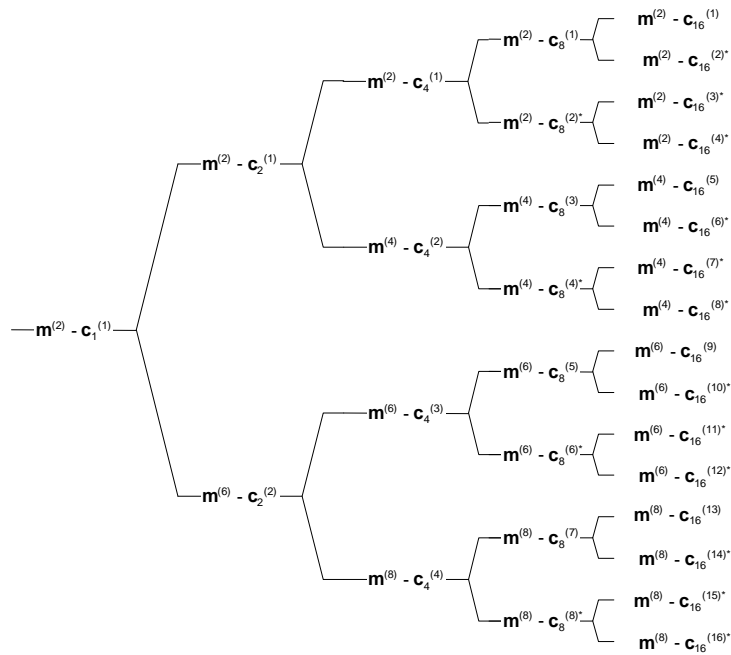 m(2) - c16(1)
m(2) - c8(1)
m(2) - c16(2)*
m(2) - c4(1)
m(2) - c16(3)*
m(2) - c8(2)*
m(2) - c16(4)*
m(2) - c2(1)
m(4) - c16(5)
m(4) - c8(3)
m(4) - c16(6)*
m(4) - c4(2)
m(4) - c16(7)*
m(4) - c8(4)*
m(4) - c16(8)*
m(2) - c1(1)
m(6) - c16(9)
m(6) - c8(5)
m(6) - c16(10)*
m(6) - c4(3)
m(6) - c16(11)*
m(6) - c8(6)*
m(6) - c16(12)*
m(6) - c2(2)
m(8) - c16(13)
m(8) - c8(7)
m(8) - c16(14)*
m(8) - c4(4)
m(8) - c16(15)*
m(8) - c8(8)*
m(8) - c16(16)*